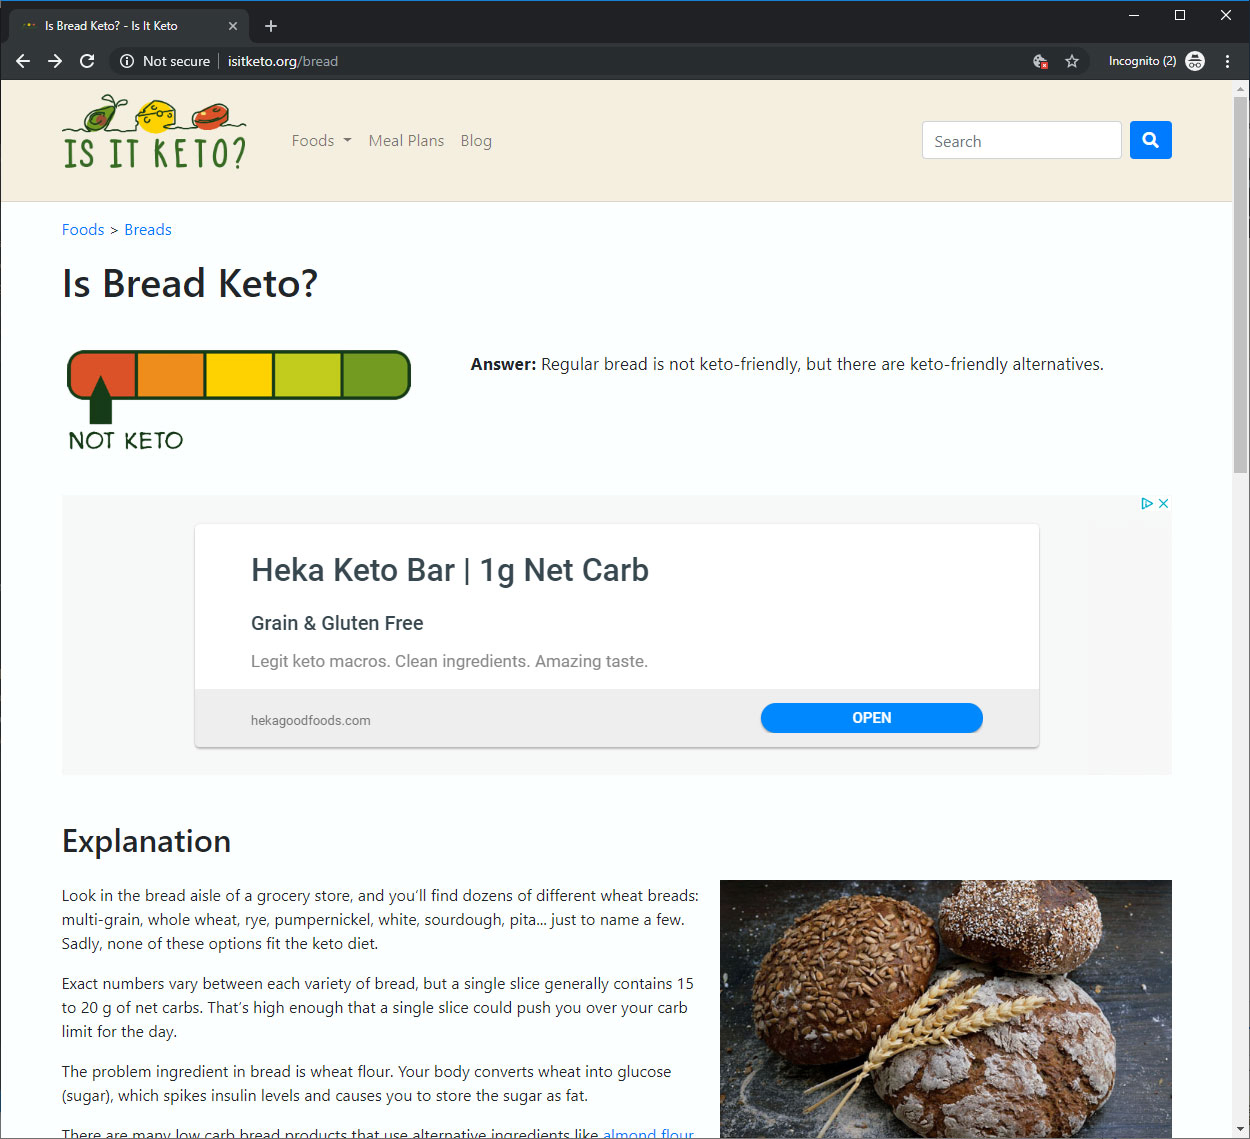 Is Bread Keto? - Is It Keto
Not secure
isitketo.org/bread
Incognito (2)
IS IT KETO?
Foods
Meal Plans
Blog
Search
Foods > Breads
Is Bread Keto?
NOT KETO
Answer: Regular bread is not keto-friendly, but there are keto-friendly alternatives.
Heka Keto Bar | 1g Net Carb
Grain & Gluten Free
Legit keto macros. Clean ingredients. Amazing taste.
hekagoodfoods.com
OPEN
Explanation
Look in the bread aisle of a grocery store, and you’ll find dozens of different wheat breads:
multi-grain, whole wheat, rye, pumpernickel, white, sourdough, pita... just to name a few.
Sadly, none of these options fit the keto diet.
Exact numbers vary between each variety of bread, but a single slice generally contains 15
to 20 g of net carbs. That’s high enough that a single slice could push you over your carb
limit for the day.
The problem ingredient in bread is wheat flour. Your body converts wheat into glucose
(sugar), which spikes insulin levels and causes you to store the sugar as fat.
There are many low carb bread products that use alternative ingredients like almond flour